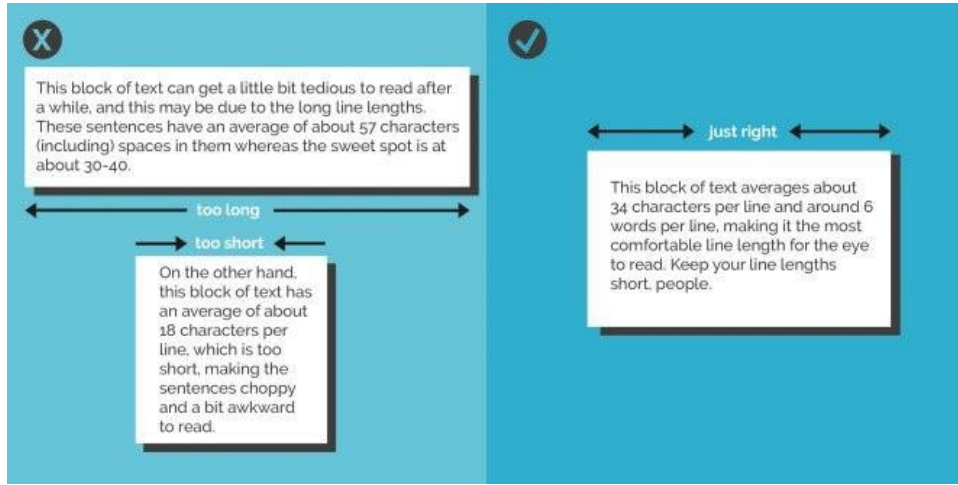 X
This block of text can get a little bit tedious to read after
a while, and this may be due to the long line lengths.
These sentences have an average of about 57 characters
(including) spaces in them whereas the sweet spot is at
about 30-40.
too long
too short
On the other hand,
this block of text has
an average of about
18 characters per
line, which is too
short, making the
sentences choppy
and a bit awkward
to read.
just right
This block of text averages about
34 characters per line and around 6
words per line, making it the most
comfortable line length for the eye
to read. Keep your line lengths
short, people.